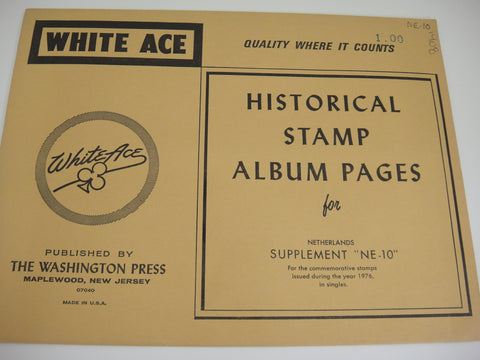 WHITE ACE
QUALITY WHERE IT COUNTS
1.00
NE-10
White Ace
PUBLISHED BY
THE WASHINGTON PRESS
MAPLEWOOD, NEW JERSEY
07040
MADE IN U.S.A.
HISTORICAL
STAMP
ALBUM PAGES
for
NETHERLANDS
SUPPLEMENT "NE-10"
For the commemorative stamps
issued during the year 1976,
in singles.